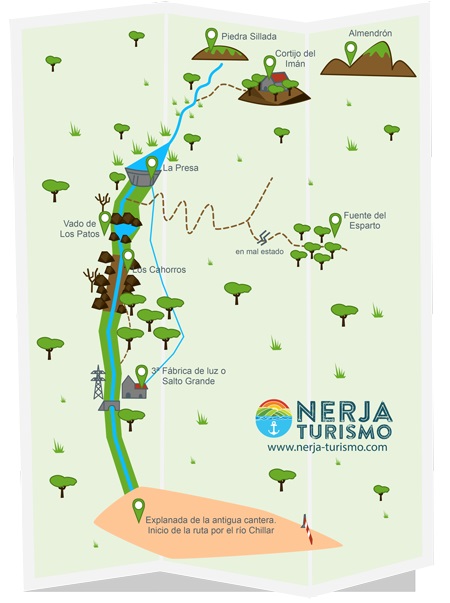 Piedra Sillada
Almendrón
Cortijo del
Imán
La Presa
Vado de
Los Patos
Fuente del
Esparto
en mal estado
Los Cahorros
3ª Fábrica de luz o
Salto Grande
NERJA
TURISMO
www.nerja-turismo.com
Explanada de la antigua cantera.
Inicio de la ruta por el río Chillar